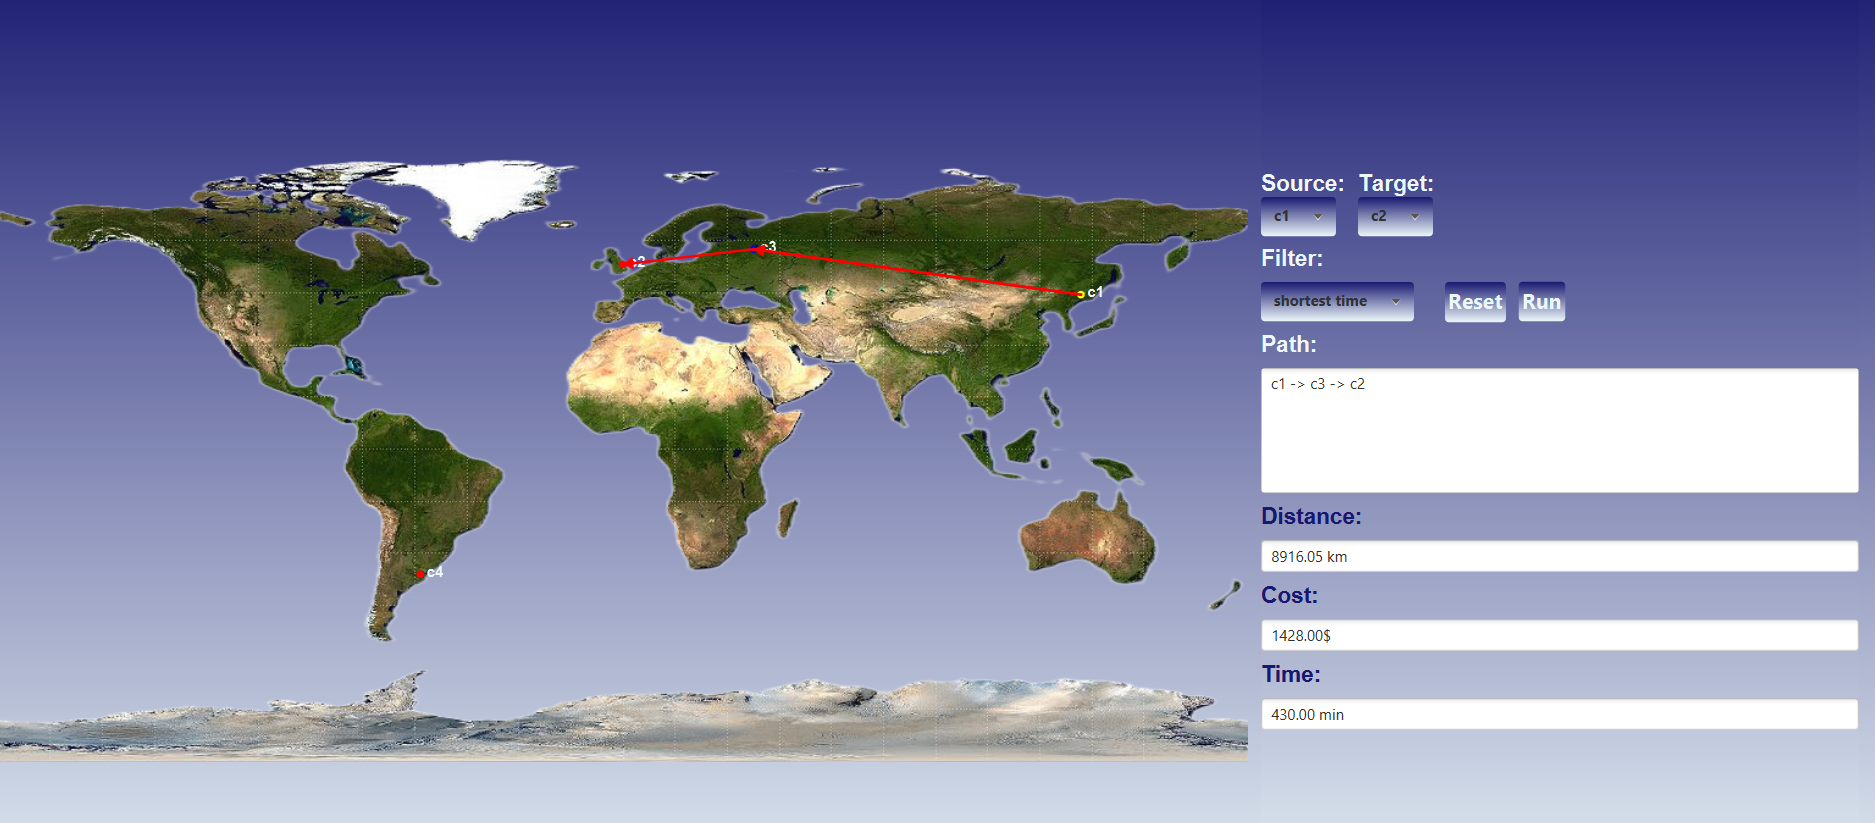 Source: Target:
c1 c2
Filter:
shortest time Reset Run
Path:
c1 -> c3 -> c2
Distance:
8916.05 km
Cost:
1428.00$
Time:
430.00 min
c3
c2
c1
c4